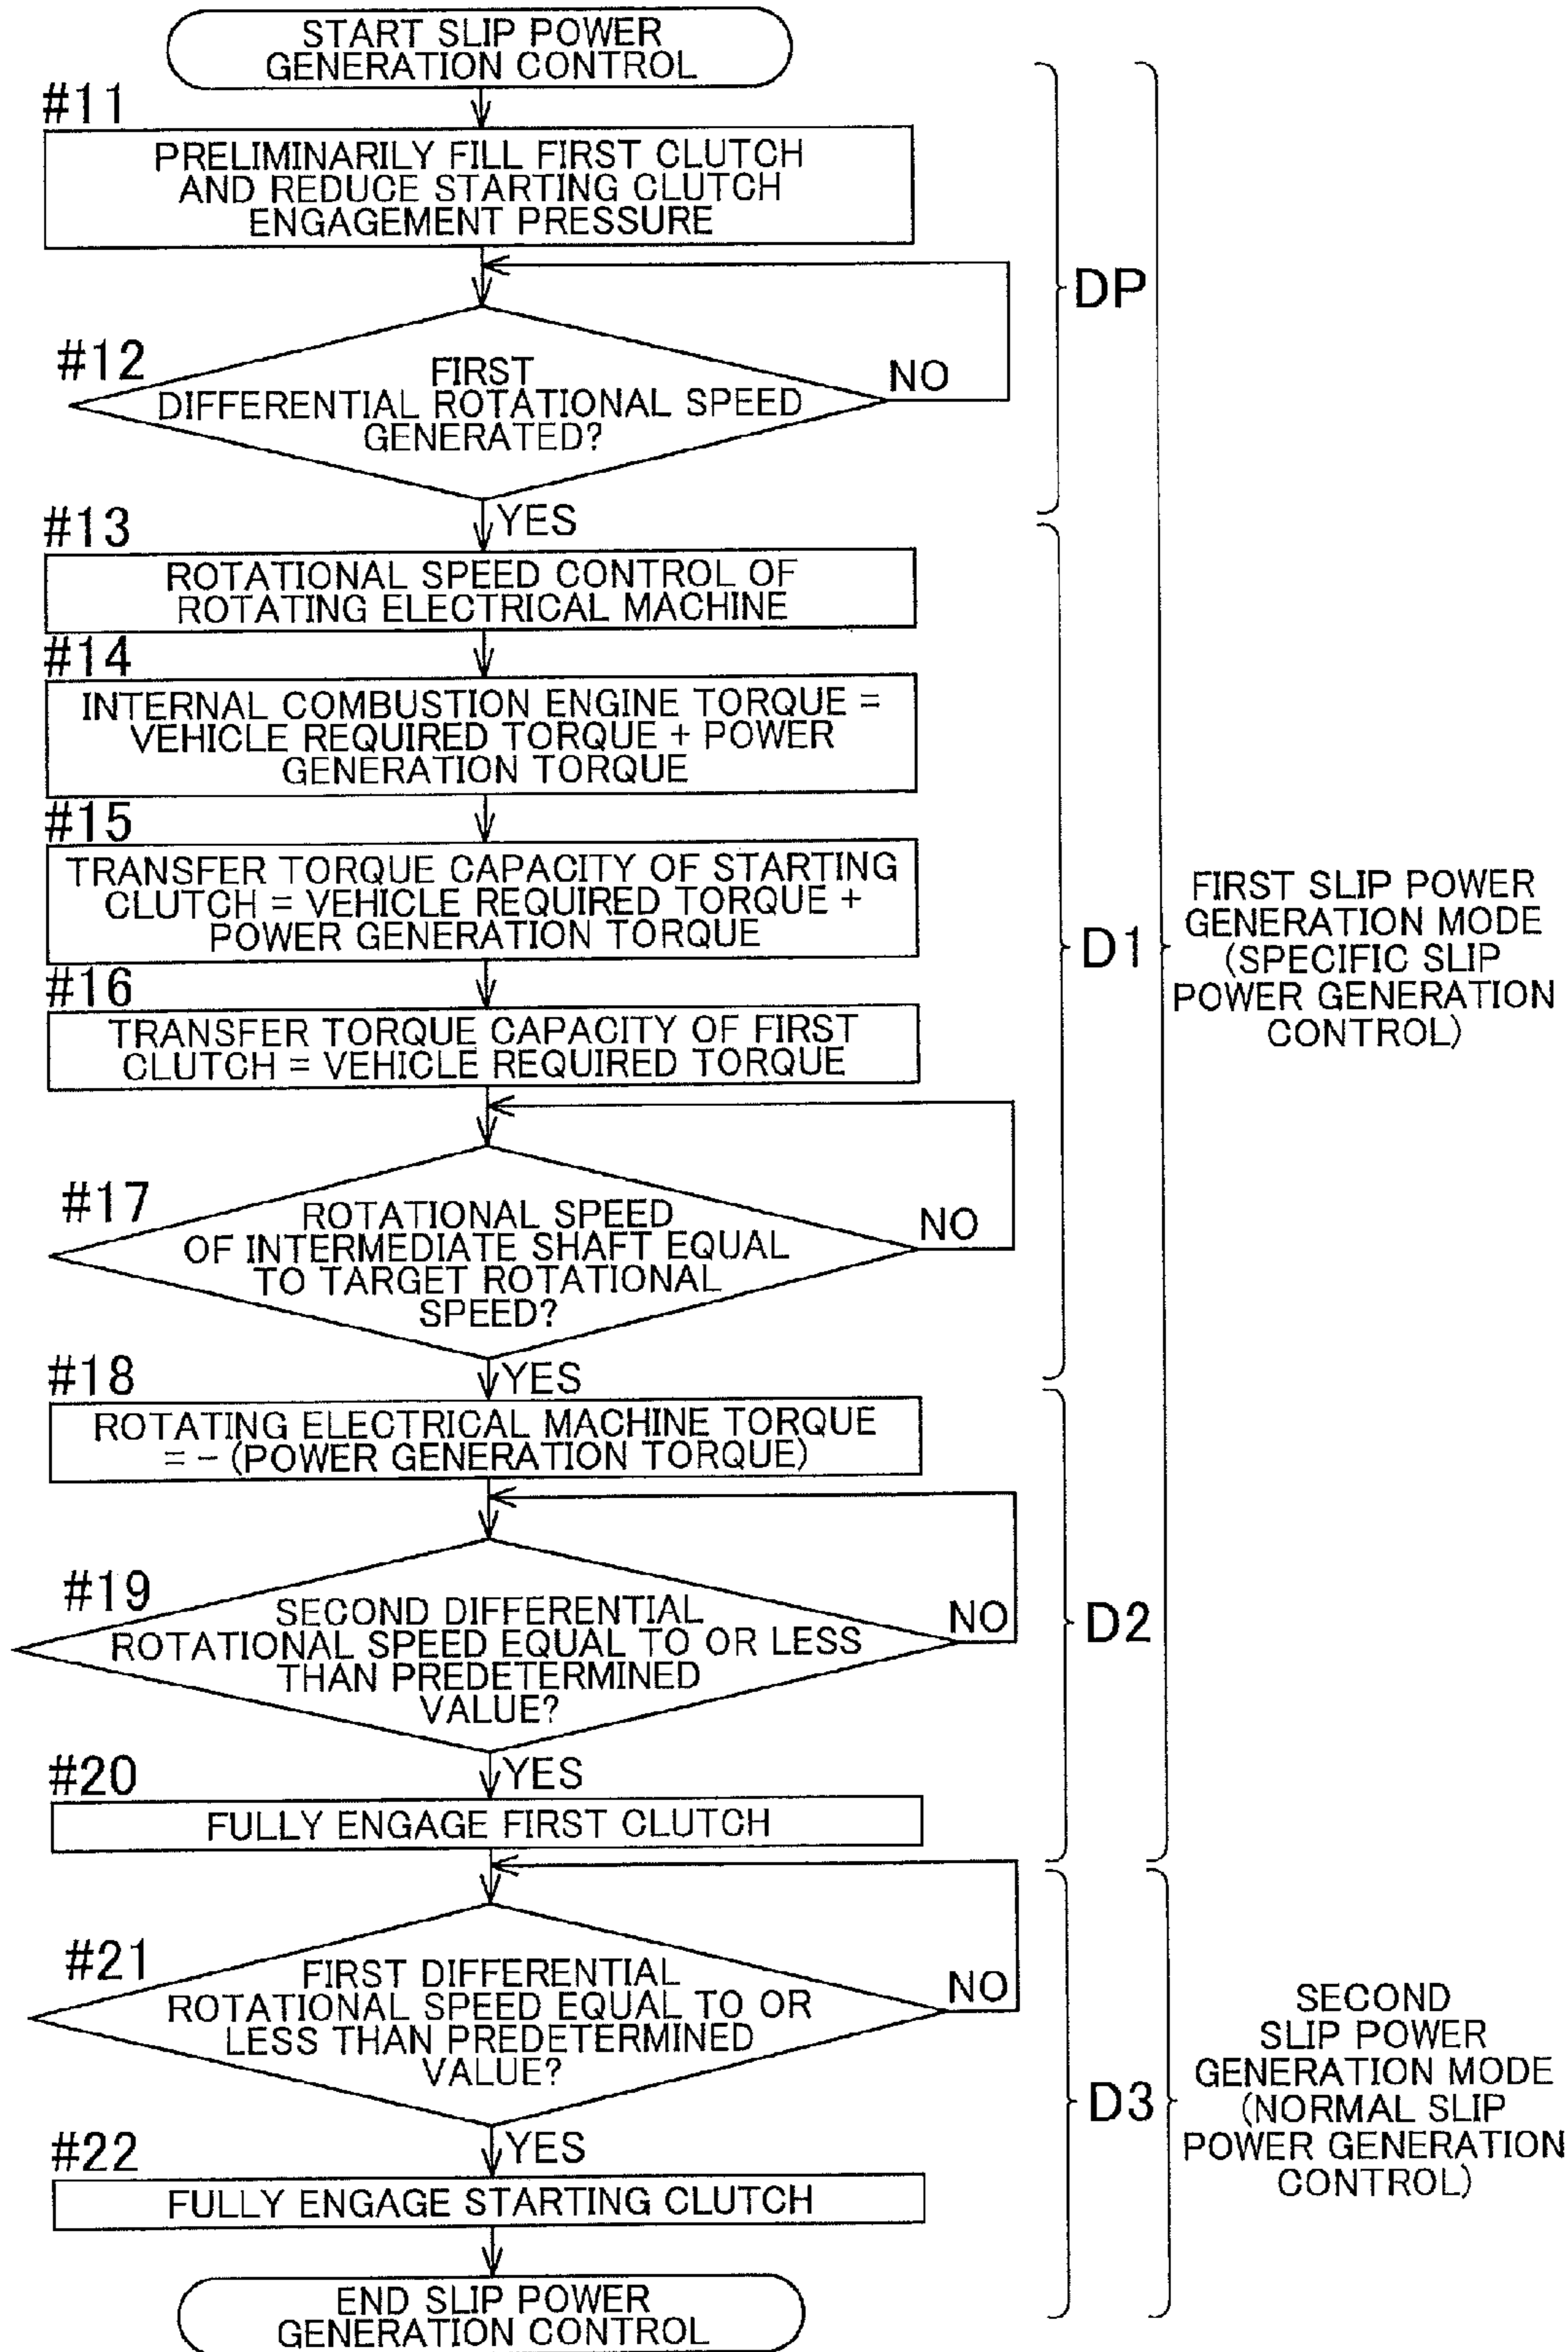 START SLIP POWER
GENERATION CONTROL
#11
PRELIMINARILY FILL FIRST CLUTCH
AND REDUCE STARTING CLUTCH
ENGAGEMENT PRESSURE
DP
#12
FIRST
DIFFERENTIAL ROTATIONAL SPEED
GENERATED?
NO
YES
#13
ROTATIONAL SPEED CONTROL OF
ROTATING ELECTRICAL MACHINE
#14
INTERNAL COMBUSTION ENGINE TORQUE =
VEHICLE REQUIRED TORQUE + POWER
GENERATION TORQUE
#15
TRANSFER TORQUE CAPACITY OF STARTING
CLUTCH = VEHICLE REQUIRED TORQUE +
POWER GENERATION TORQUE
D1
FIRST SLIP POWER
GENERATION MODE
(SPECIFIC SLIP
POWER GENERATION
CONTROL)
#16
TRANSFER TORQUE CAPACITY OF FIRST
CLUTCH = VEHICLE REQUIRED TORQUE
#17
ROTATIONAL SPEED
OF INTERMEDIATE SHAFT EQUAL
TO TARGET ROTATIONAL
SPEED?
NO
YES
#18
ROTATING ELECTRICAL MACHINE TORQUE
= - (POWER GENERATION TORQUE)
#19
SECOND DIFFERENTIAL
ROTATIONAL SPEED EQUAL TO OR LESS
THAN PREDETERMINED
VALUE?
NO
D2
YES
#20
FULLY ENGAGE FIRST CLUTCH
#21
FIRST DIFFERENTIAL
ROTATIONAL SPEED EQUAL TO OR
LESS THAN PREDETERMINED
VALUE?
NO
D3
SECOND
SLIP POWER
GENERATION MODE
(NORMAL SLIP
POWER GENERATION
CONTROL)
YES
#22
FULLY ENGAGE STARTING CLUTCH
END SLIP POWER
GENERATION CONTROL